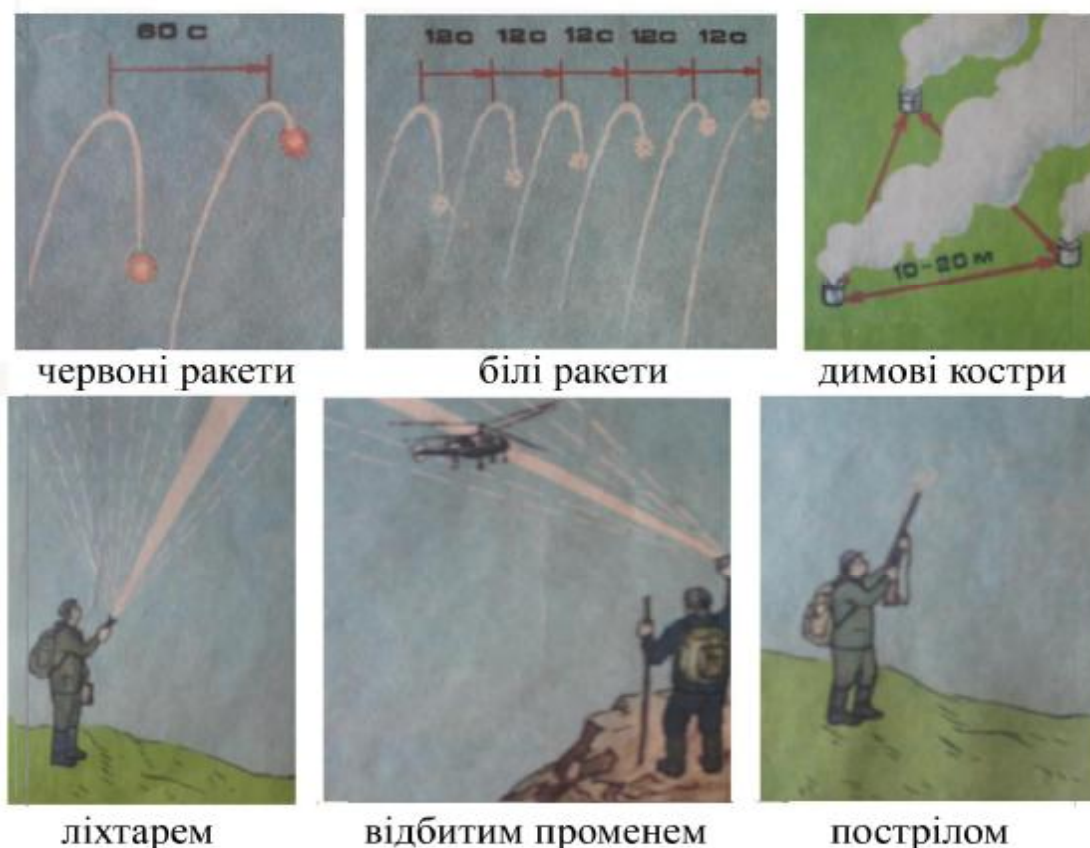 60 с
12с 12с 12с 12с 12с
10-20 м
червоні ракети
білі ракети
димові костри
ліхтарем
відбитим променем
пострілом